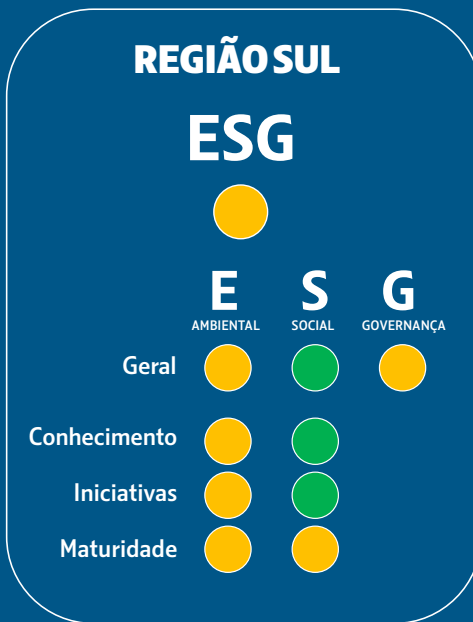 REGIÃO SUL
ESG
E S G
AMBIENTAL SOCIAL GOVERNANÇA
Geral
Conhecimento
Iniciativas
Maturidade